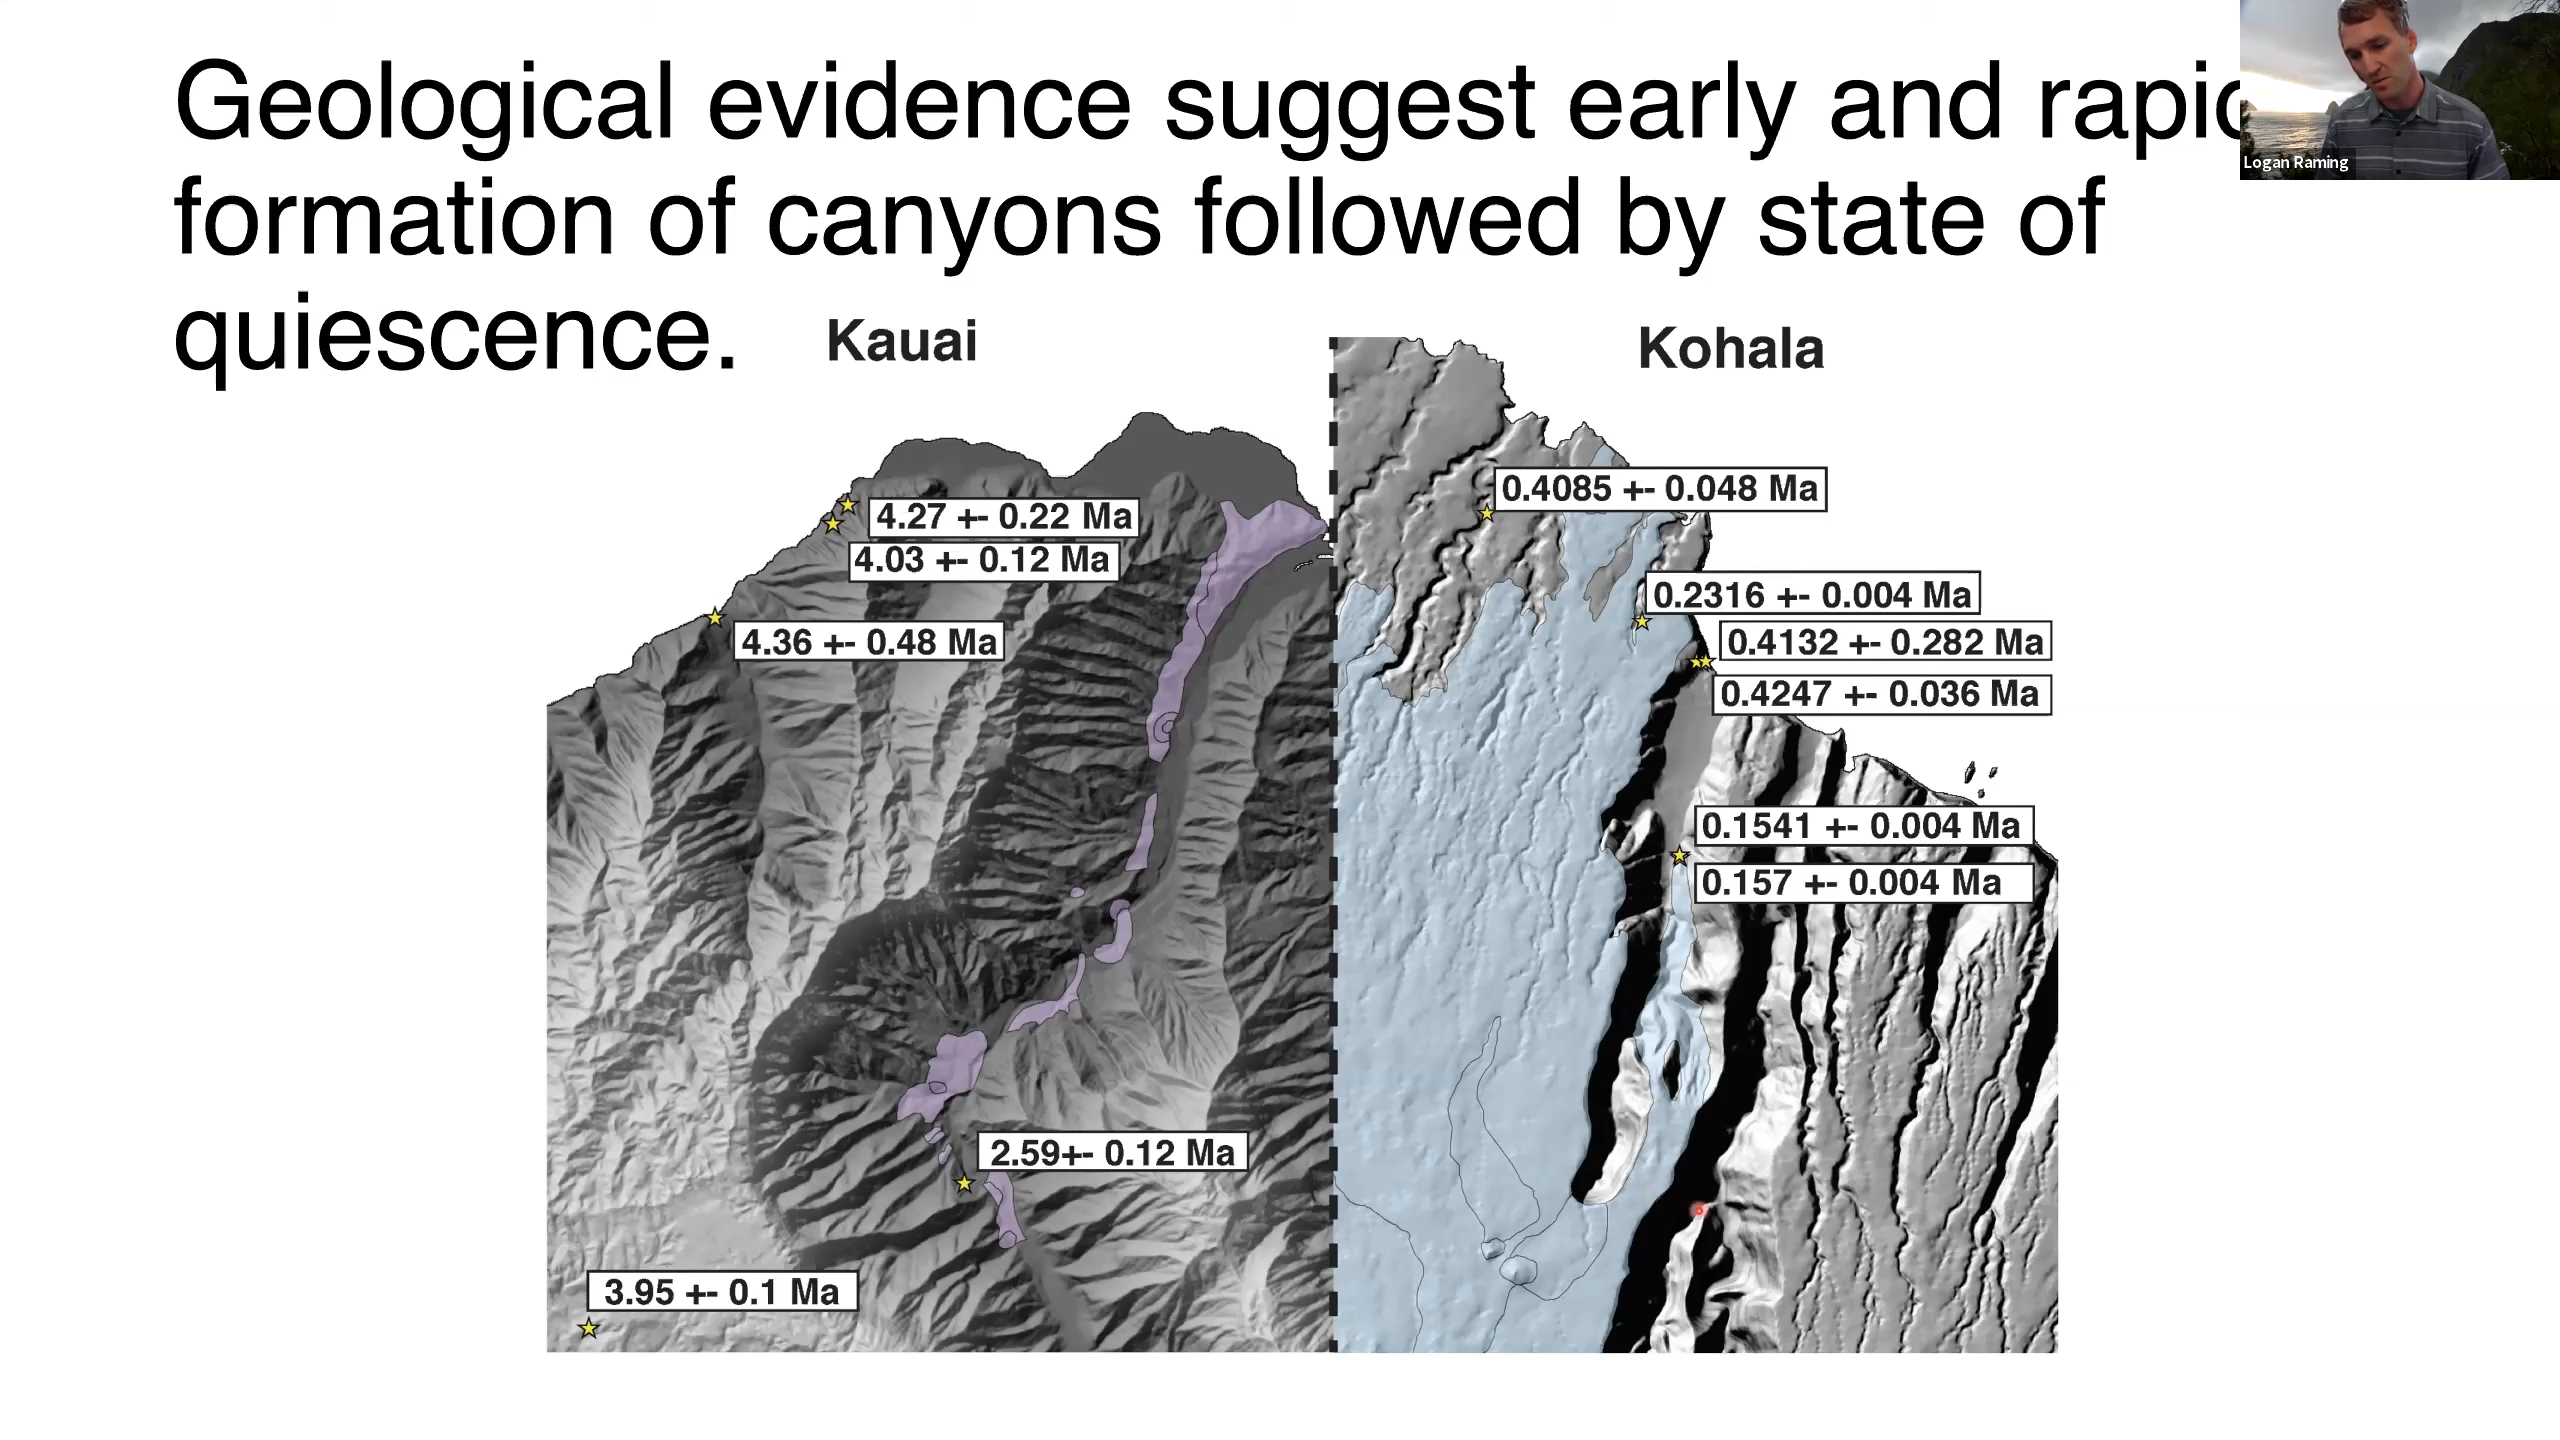 Geological evidence suggest early and rapid
formation of canyons followed by state of
quiescence.
Logan Raming
Kauai
Kohala
4.27 +- 0.22 Ma
4.03 +- 0.12 Ma
4.36 +- 0.48 Ma
2.59+- 0.12 Ma
3.95 +- 0.1 Ma
0.4085 +- 0.048 Ma
0.2316 +- 0.004 Ma
0.4132 +- 0.282 Ma
0.4247 +- 0.036 Ma
0.1541 +- 0.004 Ma
0.157 +- 0.004 Ma